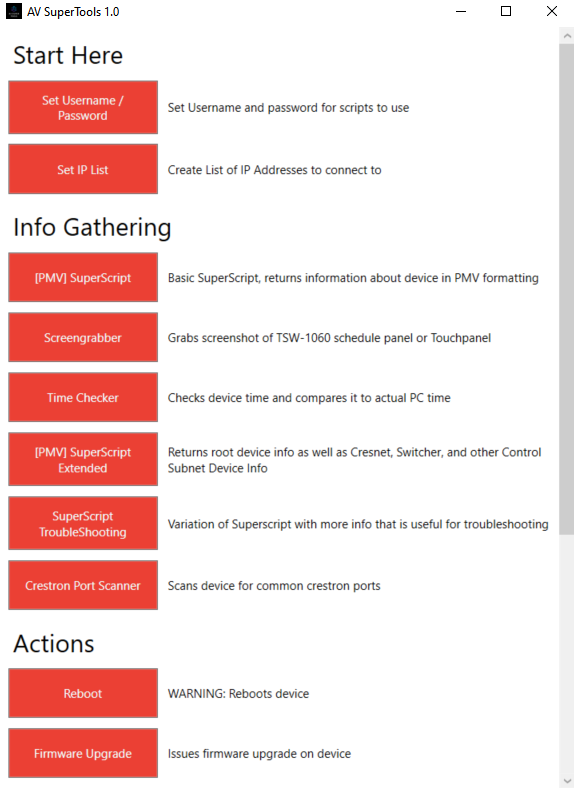 AV SuperTools 1.0
Start Here
Set Username /
Password
Set Username and password for scripts to use
Set IP List
Create List of IP Addresses to connect to
Info Gathering
[PMV] SuperScript
Basic SuperScript, returns information about device in PMV formatting
Screengrabber
Grabs screenshot of TSW-1060 schedule panel or Touchpanel
Time Checker
Checks device time and compares it to actual PC time
[PMV] SuperScript
Extended
Returns root device info as well as Cresnet, Switcher, and other Control
Subnet Device Info
SuperScript
TroubleShooting
Variation of Superscript with more info that is useful for troubleshooting
Crestron Port Scanner
Scans device for common crestron ports
Actions
Reboot
WARNING: Reboots device
Firmware Upgrade
Issues firmware upgrade on device